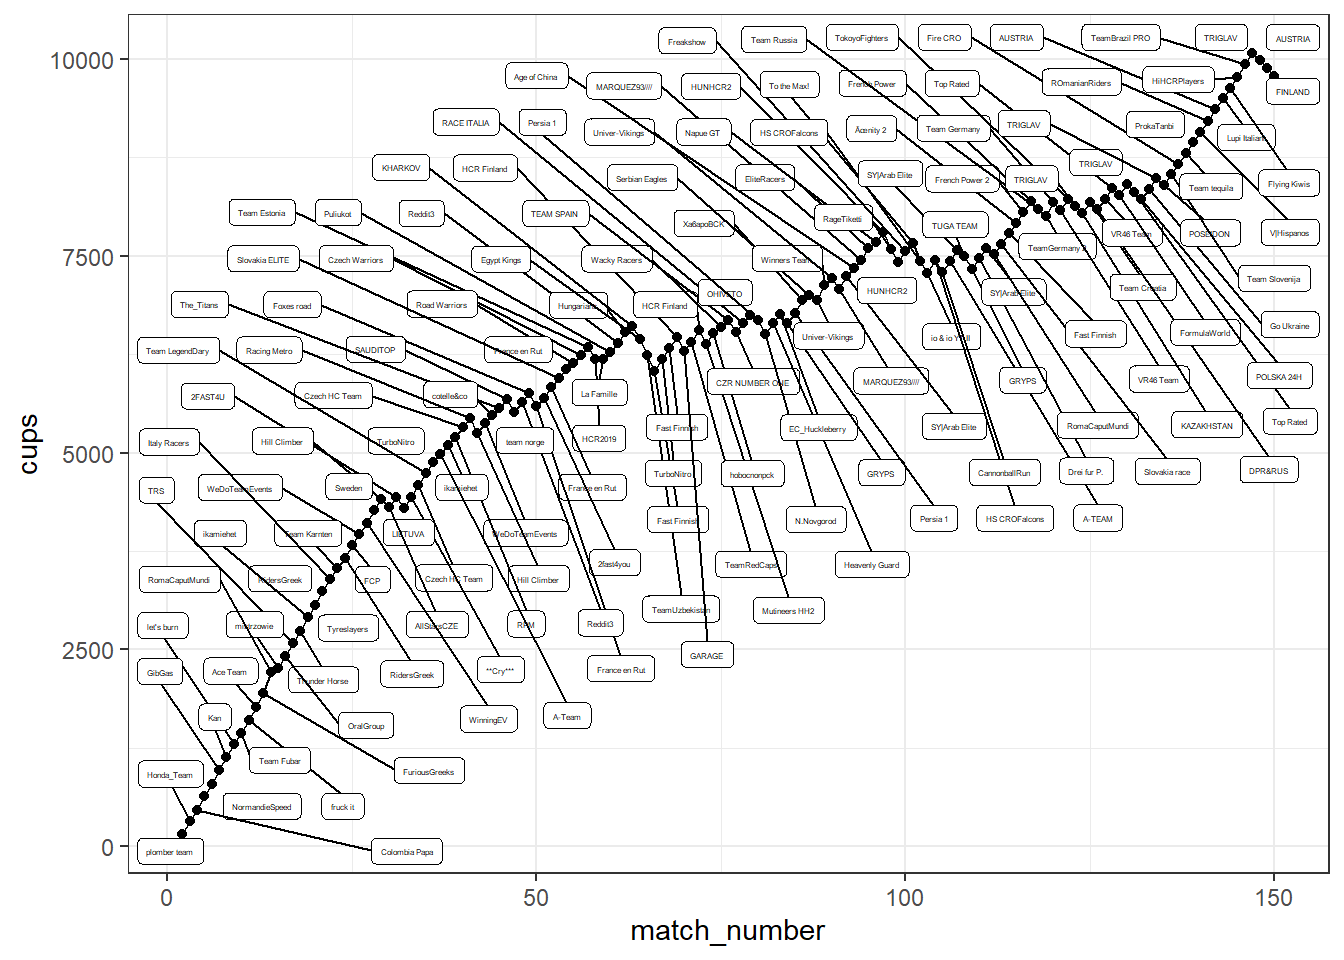 Freakshow
Team Russia
TokoyoFighters
Fire CRO
AUSTRIA
TeamBrazil PRO
TRIGLAV
AUSTRIA
10000
Age of China
MARQUEZ93////
HUNHCR2
To the Max!
French Power
Top Rated
ROmanianRiders
HiHCRPlayers
FINLAND
RACE ITALIA
Persia 1
Univer-Vikings
Napue GT
HS CROFalcons
Team Germany
TRIGLAV
ProkaTanbi
Lupi Italiani
KHARKOV
HCR Finland
Serbian Eagles
EliteRacers
SY|Arab Elite
French Power 2
TRIGLAV
TRIGLAV
Team tequila
Flying Kiwis
Team Estonia
Puliukot
Reddit3
TEAM SPAIN
ХабароВСК
RageTiketti
TUGA TEAM
VR46 Team
POSEIDON
V|Hispanos
7500
Slovakia ELITE
Czech Warriors
Egypt Kings
Wacky Racers
Winners Team
TeamGermany 2
Team Slovenija
The_Titans
Foxes road
Road Warriors
Hungarians
HCR Finland
OHIVSTO
HUNHCR2
SY|Arab Elite
Team Croatia
Go Ukraine
Team LegendDary
Racing Metro
SAUDITOP
France en Rut
Univer-Vikings
Fast Finnish
FormulaWorld
2FAST4U
Czech HC Team
cotelle&co
La Famille
CZR NUMBER ONE
MARQUEZ93////
GRYPS
VR46 Team
POLSKA 24H
Italy Racers
Hill Climber
TurboNitro
team norge
HCR2019
Fast Finnish
EC_Huckleberry
SY|Arab Elite
RomaCaputMundi
KAZAKHSTAN
Top Rated
5000
TRS
WeDoTeamEvents
Sweden
ikamiehet
France en Rut
TurboNitro
hobocnonpck
GRYPS
CannonballRun
Drei fur P.
Slovakia race
DPR&RUS
ikamiehet
Team Karnten
LIETUVA
WeDoTeamEvents
Fast Finnish
N.Novgorod
Persia 1
HS CROFalcons
A-TEAM
RomaCaputMundi
RidersGreek
FCP
Czech HC Team
Hill Climber
2fast4you
TeamRedCaps
Heavenly Guard
let's burn
mistrzowie
Tyreslayers
AllStarsCZE
RPM
Reddit3
TeamUzbekistan
Mutineers HH2
2500
GibGas
Ace Team
Thunder Horse
RidersGreek
**Cry***
France en Rut
GARAGE
Kan
OralGroup
WinningEV
A-Team
Honda_Team
Team Fubar
FuriousGreeks
NormandieSpeed
fruck it
0
plomber team
Colombia Papa
0
50
100
150
match_number
cups